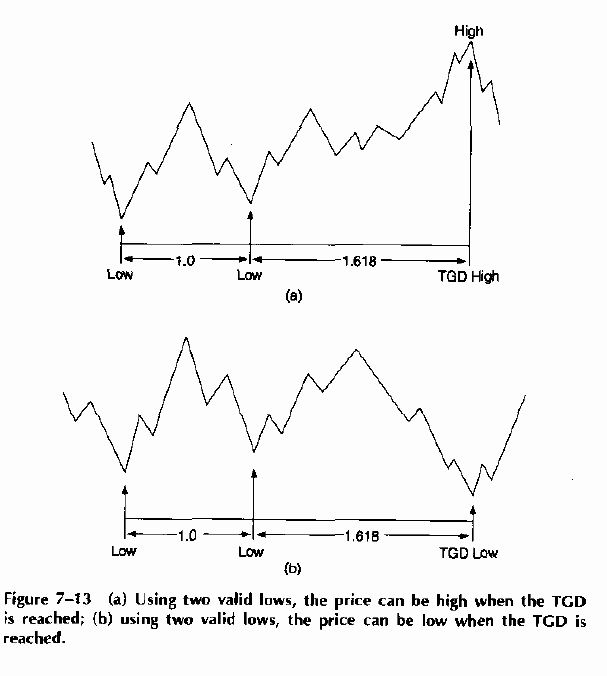 High
1.0
1.618
Low
Low
TGD High
(a)
1.0
1.618
Low
Low
TGD Low
(b)
Figure 7–13 (a) Using two valid lows, the price can be high when the TGD
is reached; (b) using two valid lows, the price can be low when the TGD is
reached.